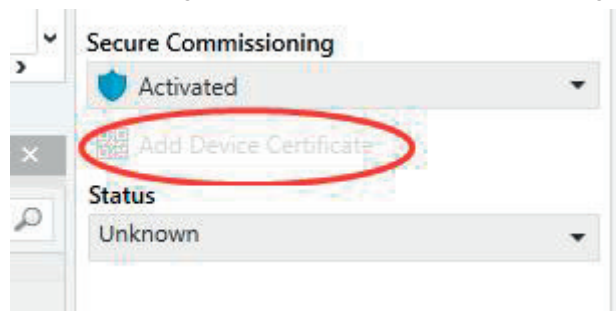 Secure Commissioning
Activated
Add Device Certificate
Status
Unknown